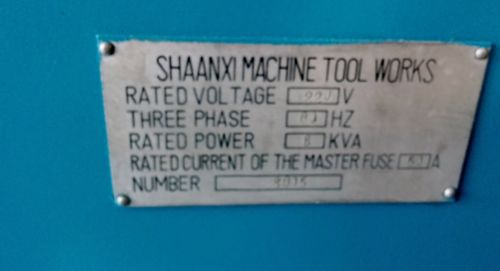 SHAANXI MACHINE TOOL WORKS
RATED VOLTAGE V
THREE PHASE HZ
RATED POWER KVA
RATED CURRENT OF THE MASTER FUSE A
NUMBER